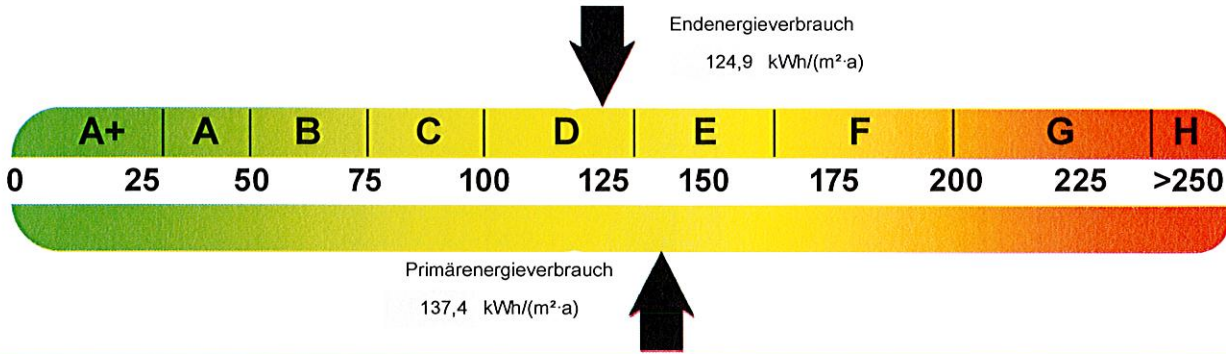 Endenergieverbrauch
124,9 kWh/(m²·a)
A+ A B C D E F G H
0 25 50 75 100 125 150 175 200 225 >250
Primärenergieverbrauch
137,4 kWh/(m²·a)